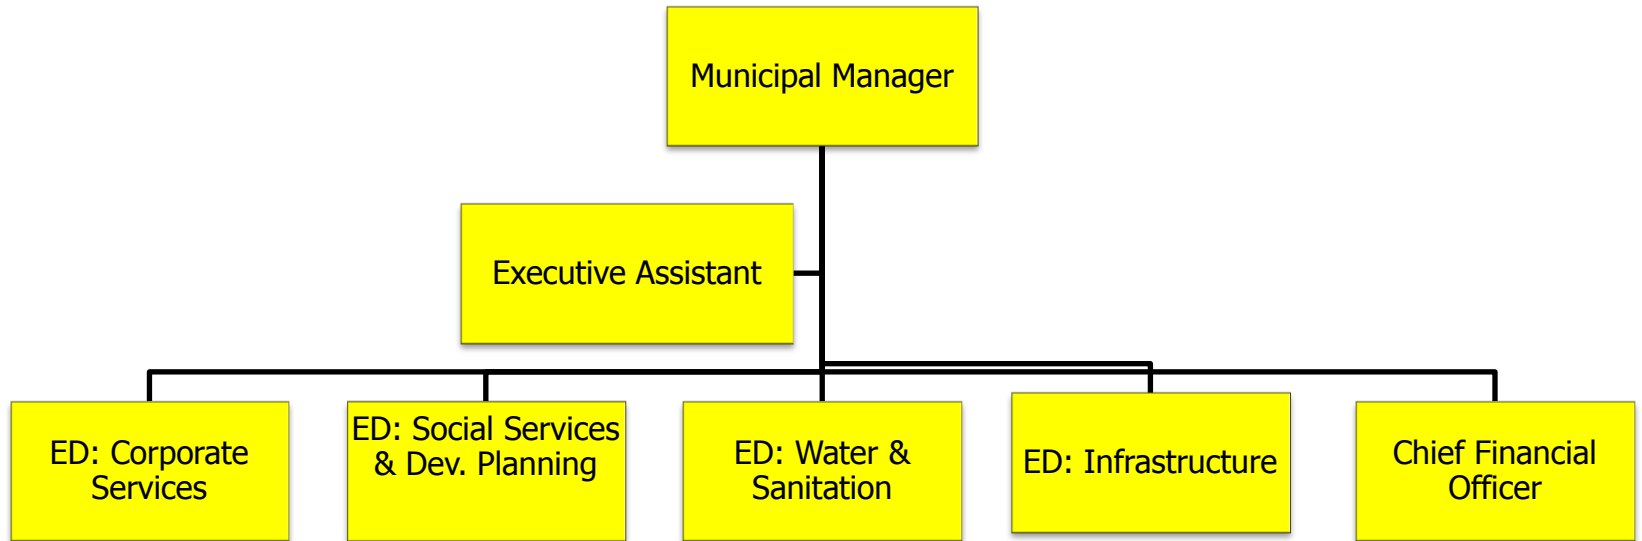 Municipal Manager
Executive Assistant
ED: Corporate
Services
ED: Social Services
& Dev. Planning
ED: Water &
Sanitation
ED: Infrastructure
Chief Financial
Officer